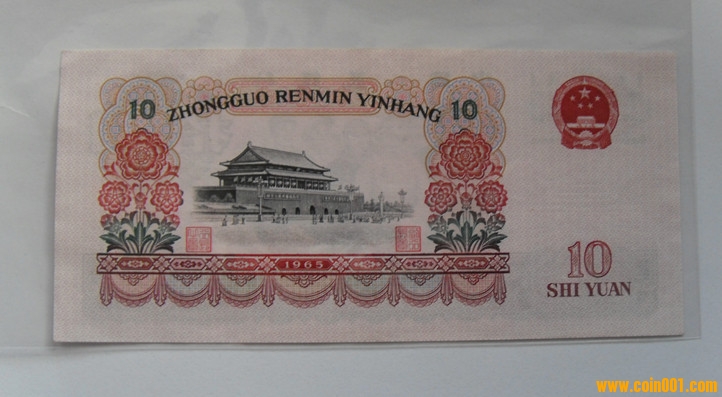 10 ZHONGGUO RENMIN YINHANG 10
1965
10
SHI YUAN
www.coin001.com